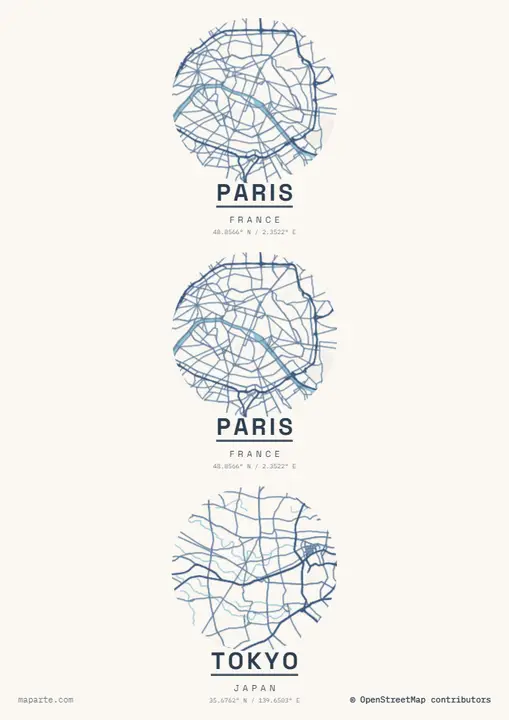 PARIS
FRANCE
48.8566° N / 2.3522° E
PARIS
FRANCE
48.8566° N / 2.3522° E
TOKYO
JAPAN
35.6762° N / 139.6503° E
maparte.com
© OpenStreetMap contributors